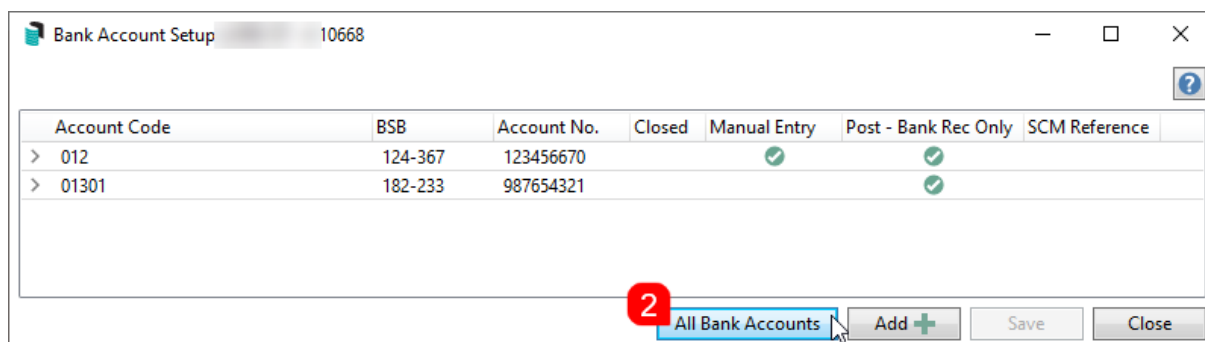 Bank Account Setup 10668
Account Code BSB Account No. Closed Manual Entry Post - Bank Rec Only SCM Reference
012 124-367 123456670
01301 182-233 987654321
2
All Bank Accounts Add Save Close